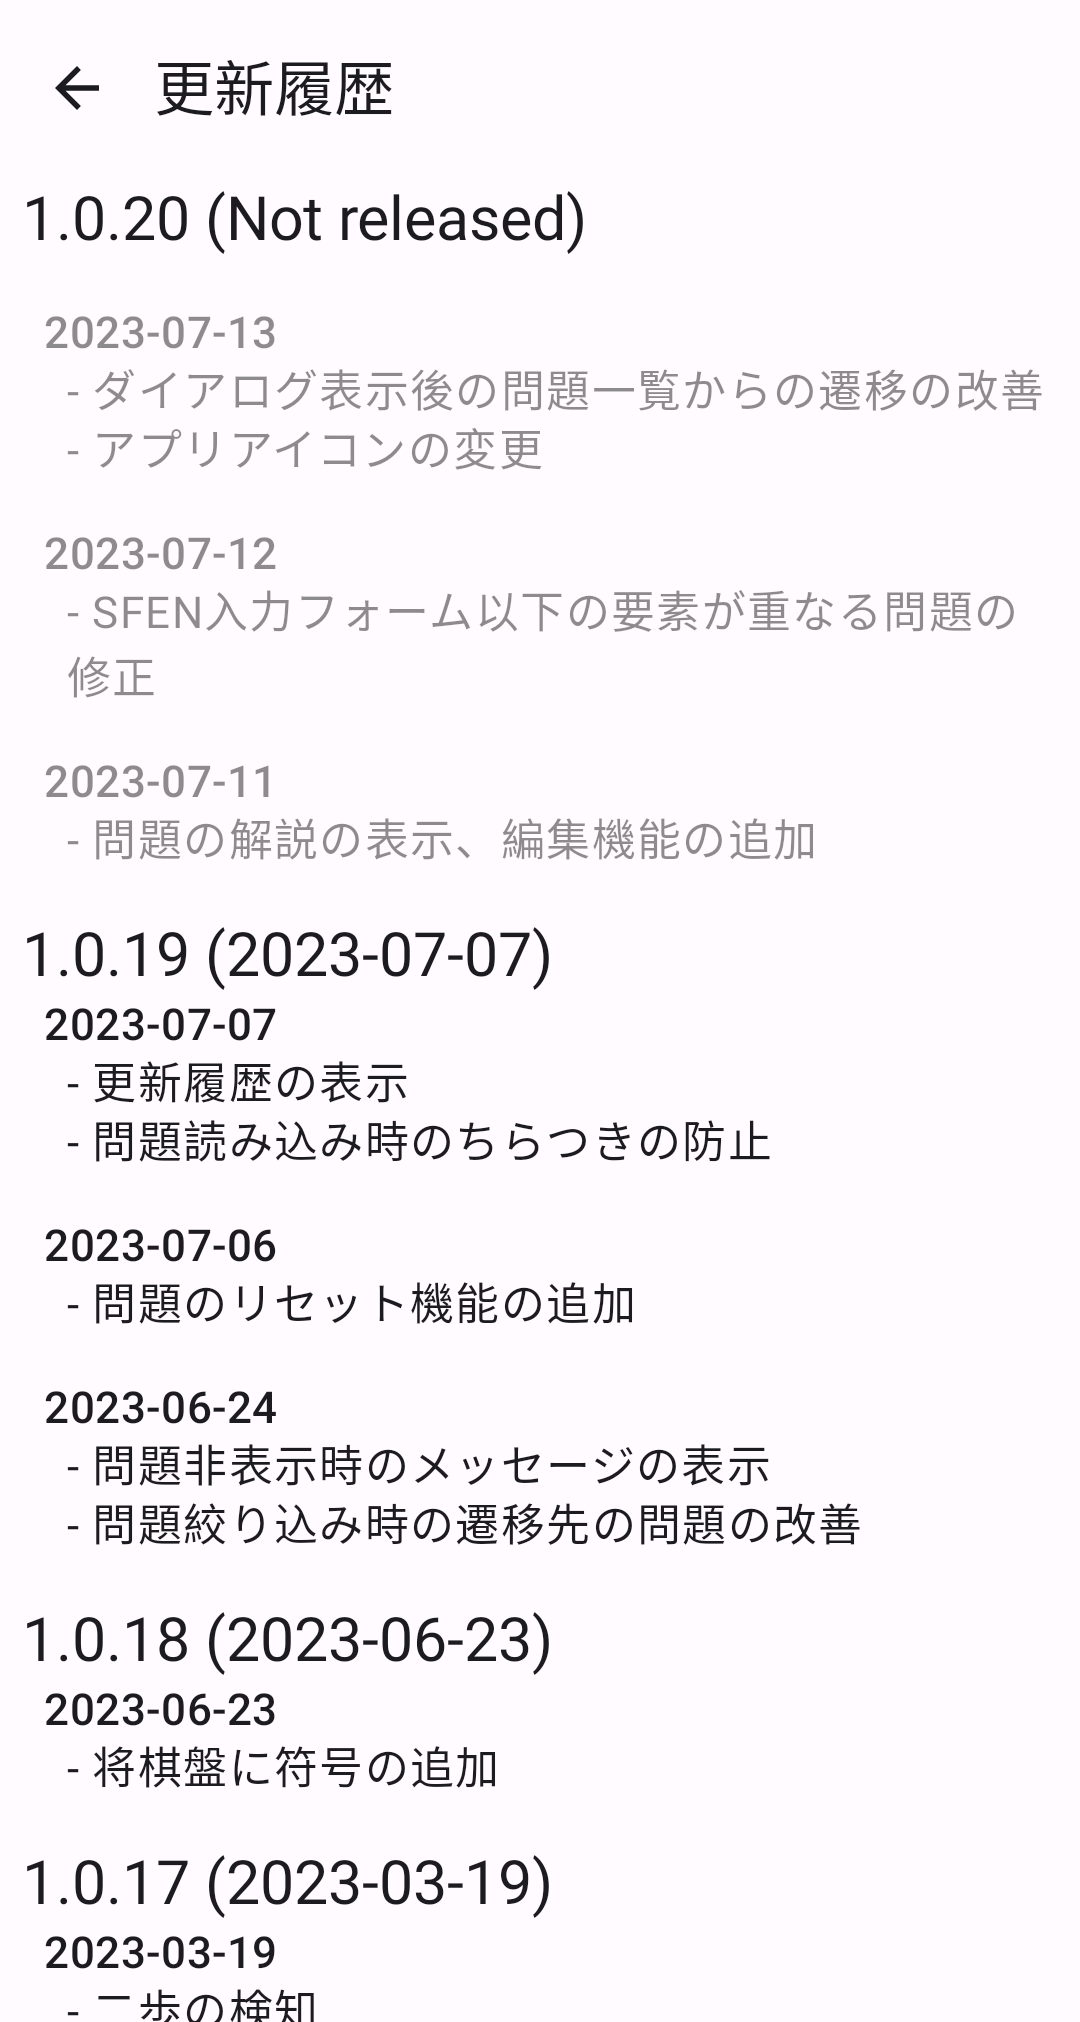 更新履歴
1.0.20 (Not released)
2023-07-13
- ダイアログ表示後の問題一覧からの遷移の改善
- アプリアイコンの変更
2023-07-12
- SFEN入力フォーム以下の要素が重なる問題の
修正
2023-07-11
- 問題の解説の表示、編集機能の追加
1.0.19 (2023-07-07)
2023-07-07
- 更新履歴の表示
- 問題読み込み時のちらつきの防止
2023-07-06
- 問題のリセット機能の追加
2023-06-24
- 問題非表示時のメッセージの表示
- 問題絞り込み時の遷移先の問題の改善
1.0.18 (2023-06-23)
2023-06-23
- 将棋盤に符号の追加
1.0.17 (2023-03-19)
2023-03-19
- 二歩の検知